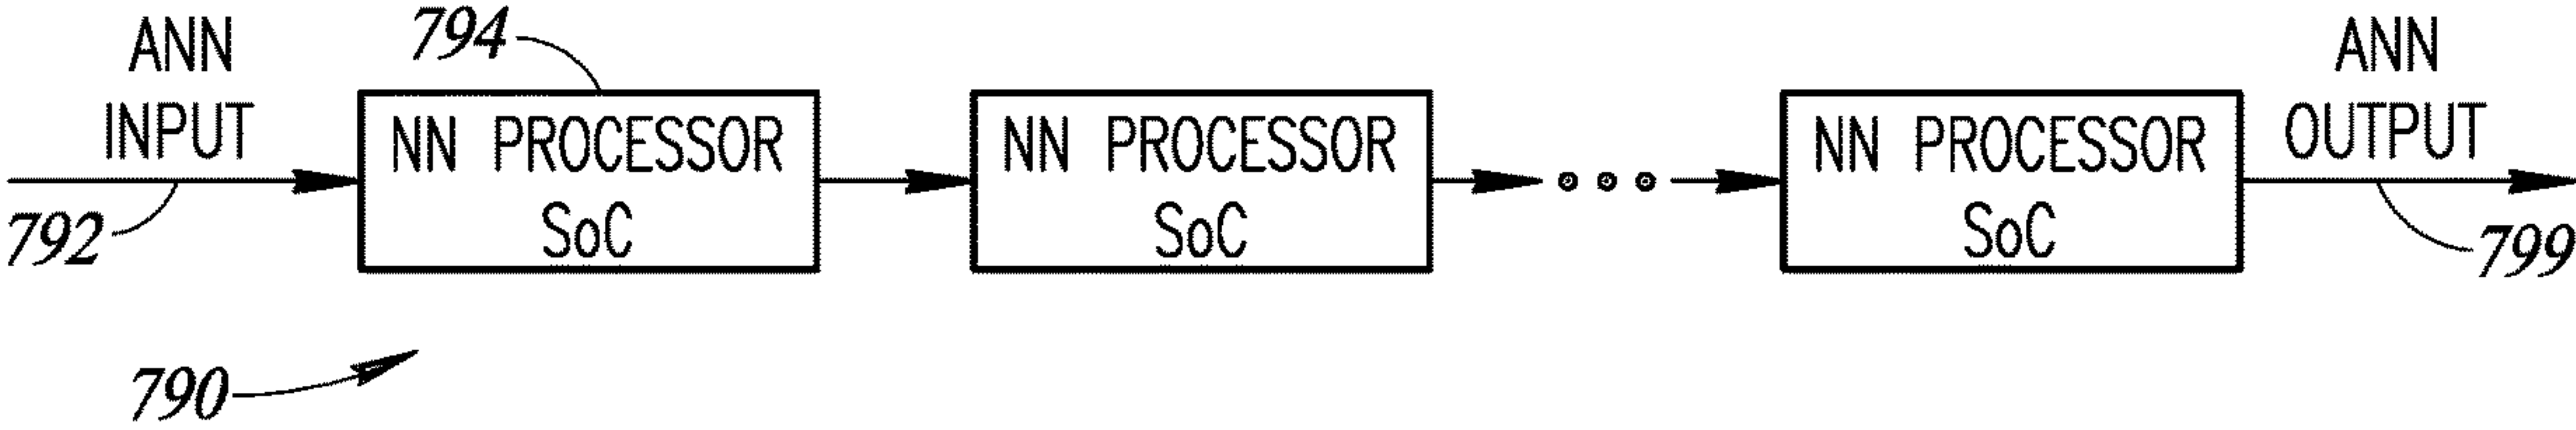 ANN
INPUT
792
794
NN PROCESSOR
SoC
NN PROCESSOR
SoC
NN PROCESSOR
SoC
ANN
OUTPUT
799
790